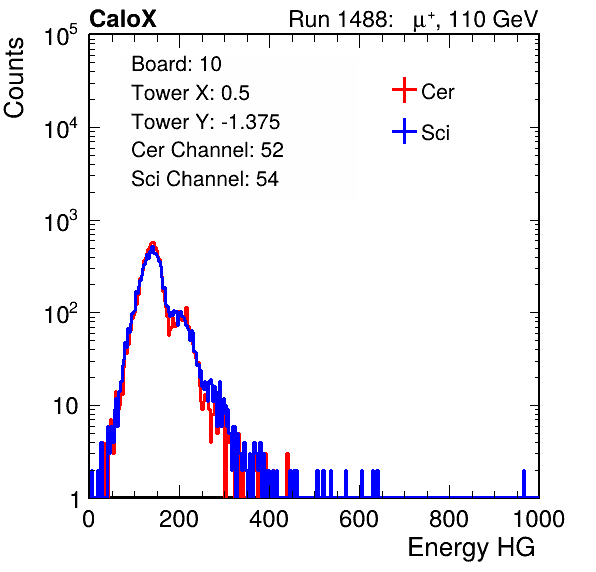 CaloX Run 1488: μ⁺, 110 GeV
Board: 10
Tower X: 0.5
Tower Y: -1.375
Cer Channel: 52
Sci Channel: 54
Cer
Sci
Counts
10⁵
10⁴
10³
10²
10
1
0 200 400 600 800 1000
Energy HG